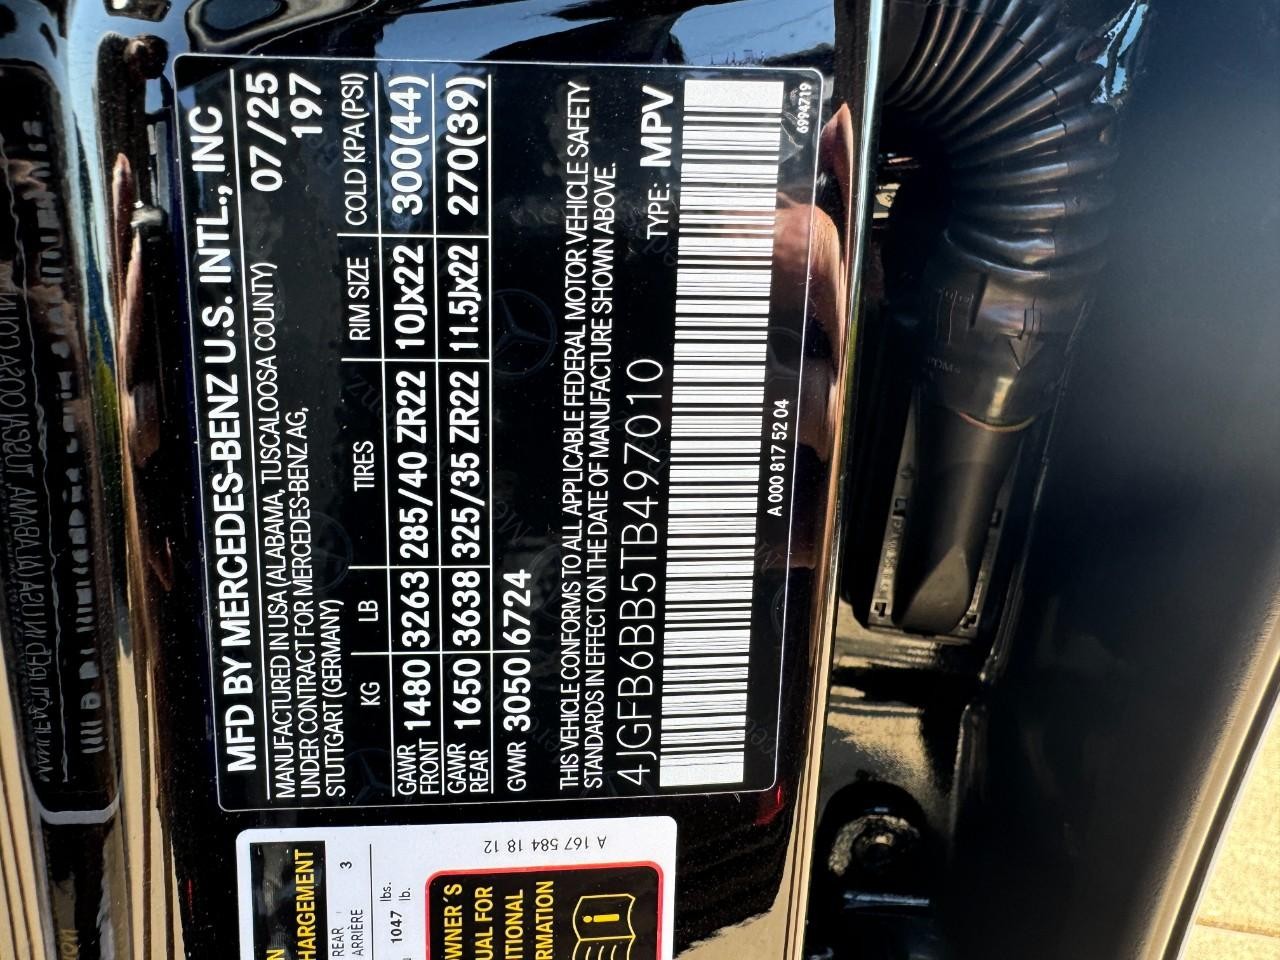 MFD BY MERCEDES-BENZ U.S. INTL., INC 07/25
MANUFACTURED IN USA (ALABAMA, TUSCALOOSA COUNTY) 197
UNDER CONTRACT FOR MERCEDES-BENZ AG,
STUTTGART (GERMANY)
KG LB TIRES RIM SIZE COLD KPA (PSI)
GAWR FRONT 1480 3263 285/40 ZR22 10Jx22 300(44)
GAWR REAR 1650 3638 325/35 ZR22 11.5Jx22 270(39)
GVWR 3050 6724
THIS VEHICLE CONFORMS TO ALL APPLICABLE FEDERAL MOTOR VEHICLE SAFETY
STANDARDS IN EFFECT ON THE DATE OF MANUFACTURE SHOWN ABOVE.
4JGFB6BB5TB497010 TYPE: MPV
A 000 817 52 04
6994719
HARGEMENT
REAR
ARRIÈRE 3
lbs.
1047 lb.
A 167 584 18 12
OWNER´S
UAL FOR
ITIONAL
RMATION